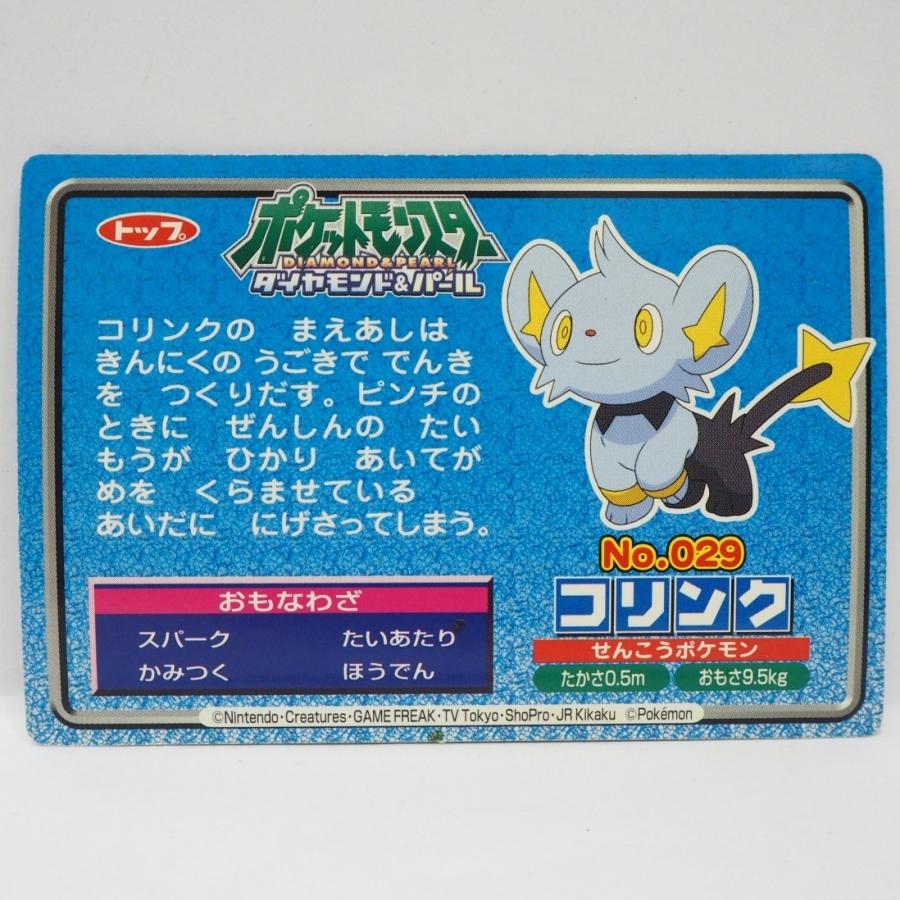 トップ
ポケットモンスター
DIAMOND&PEARL
ダイヤモンド&パール
コリンクの　まえあしは
きんにくの うごきで でんき
を　つくりだす。ピンチの
ときに　ぜんしんの　たい
もうが　ひかり　あいてが
めを　くらませている
あいだに　にげさってしまう。
No.029
コリンク
せんこうポケモン
たかさ0.5m　おもさ9.5kg
おもなわざ
スパーク　たいあたり
かみつく　ほうでん
©Nintendo・Creatures・GAME FREAK・TV Tokyo・ShoPro・JR KIkaku ©Pokémon